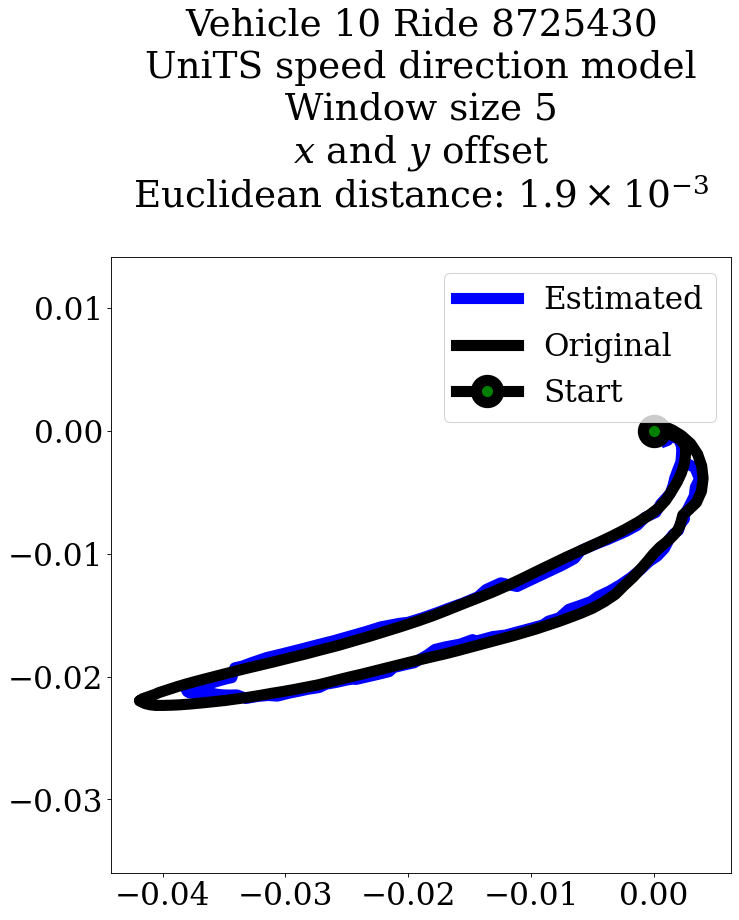 Vehicle 10 Ride 8725430
UniTS speed direction model
Window size 5
x and y offset
Euclidean distance: 1.9 × 10⁻³
Estimated
Original
Start
0.01
0.00
−0.01
−0.02
−0.03
−0.04 −0.03 −0.02 −0.01 0.00